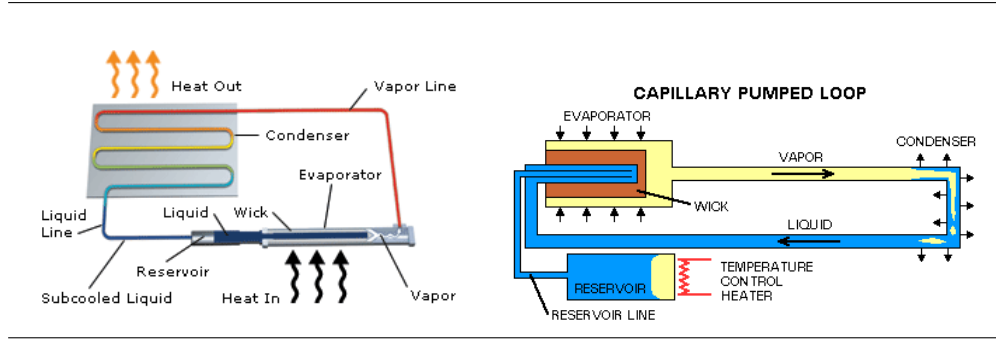 Heat Out
Vapor Line
Condenser
Evaporator
Liquid
Line
Liquid
Wick
Reservoir
Subcooled Liquid
Heat In
Vapor
CAPILLARY PUMPED LOOP
EVAPORATOR
CONDENSER
VAPOR
WICK
LIQUID
RESERVOIR
TEMPERATURE
CONTROL
HEATER
RESERVOIR LINE